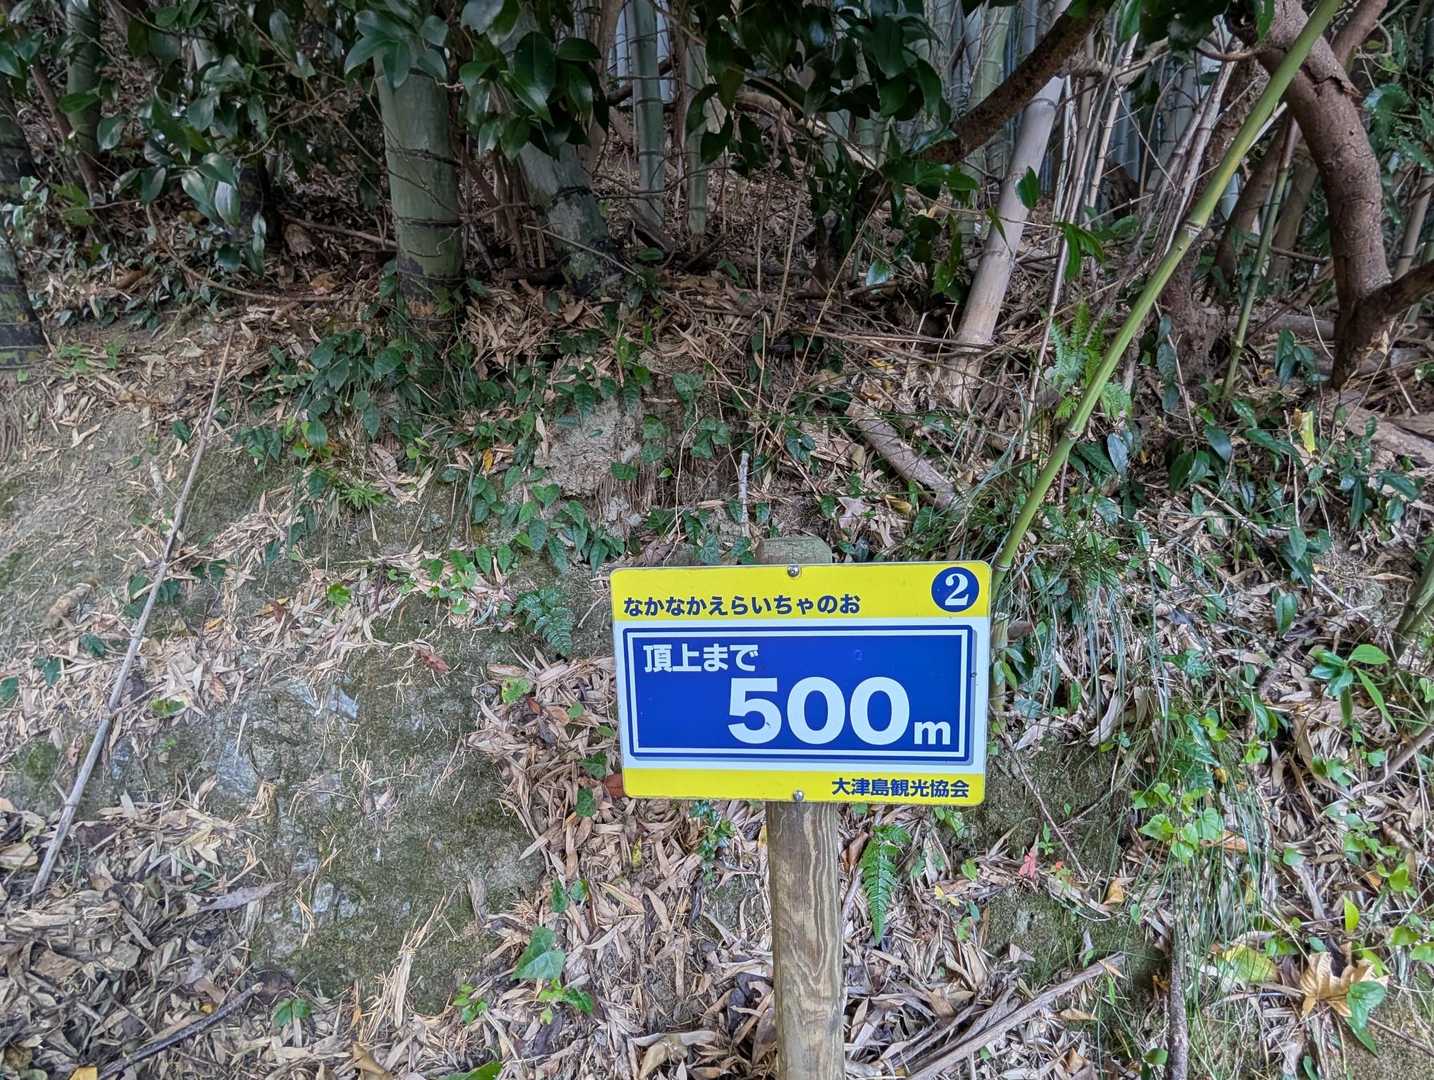 なかなかえらいちゃのお
2
頂上まで
500m
大津島観光協会